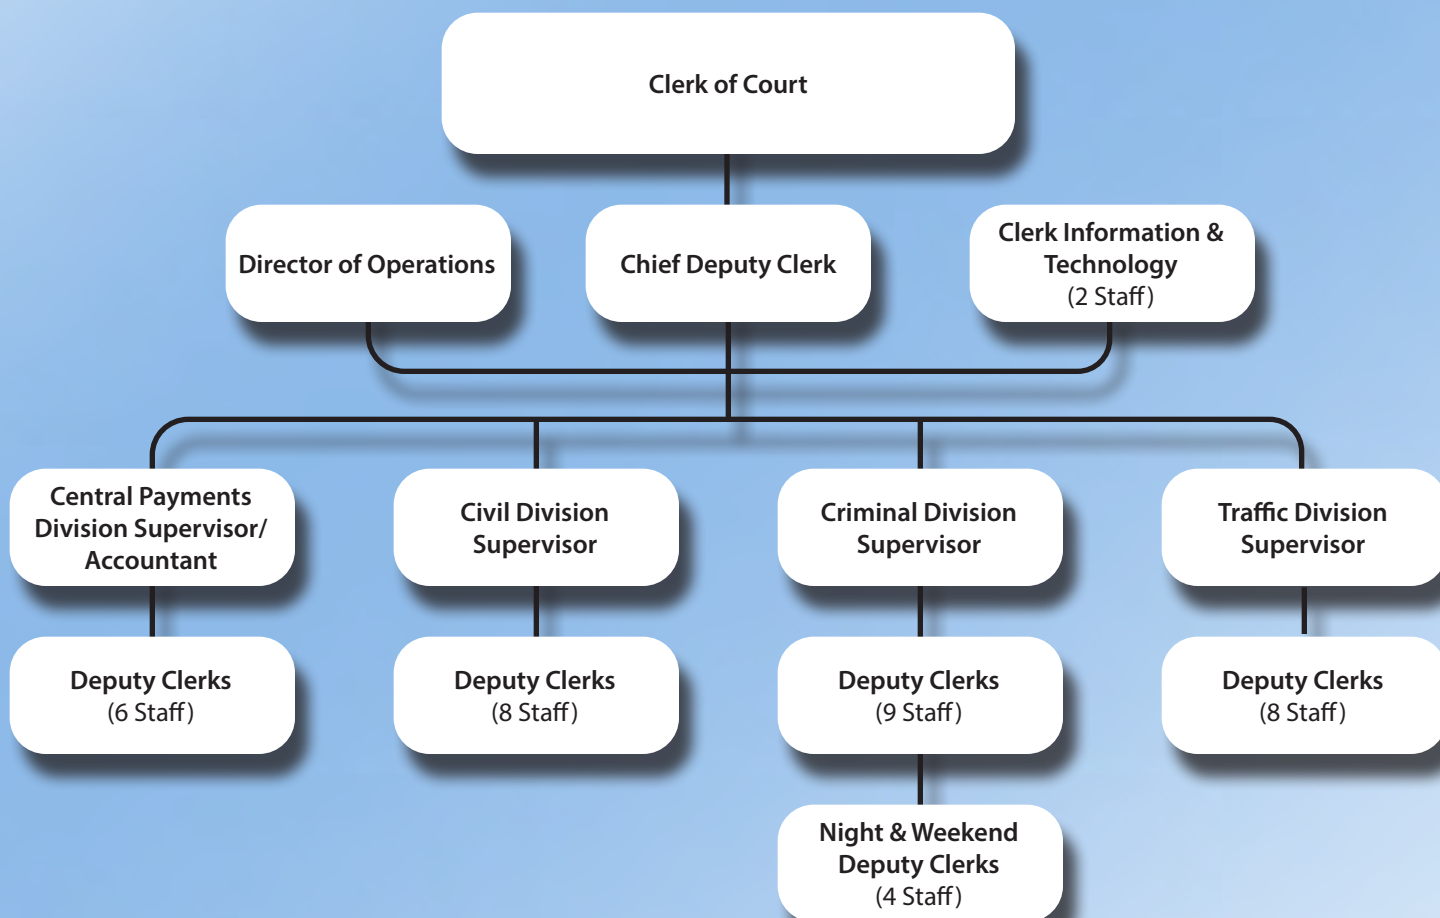 Clerk of Court
Director of Operations
Chief Deputy Clerk
Clerk Information &
Technology
(2 Staff)
Central Payments
Division Supervisor/
Accountant
Civil Division
Supervisor
Criminal Division
Supervisor
Traffic Division
Supervisor
Deputy Clerks
(6 Staff)
Deputy Clerks
(8 Staff)
Deputy Clerks
(9 Staff)
Deputy Clerks
(8 Staff)
Night & Weekend
Deputy Clerks
(4 Staff)